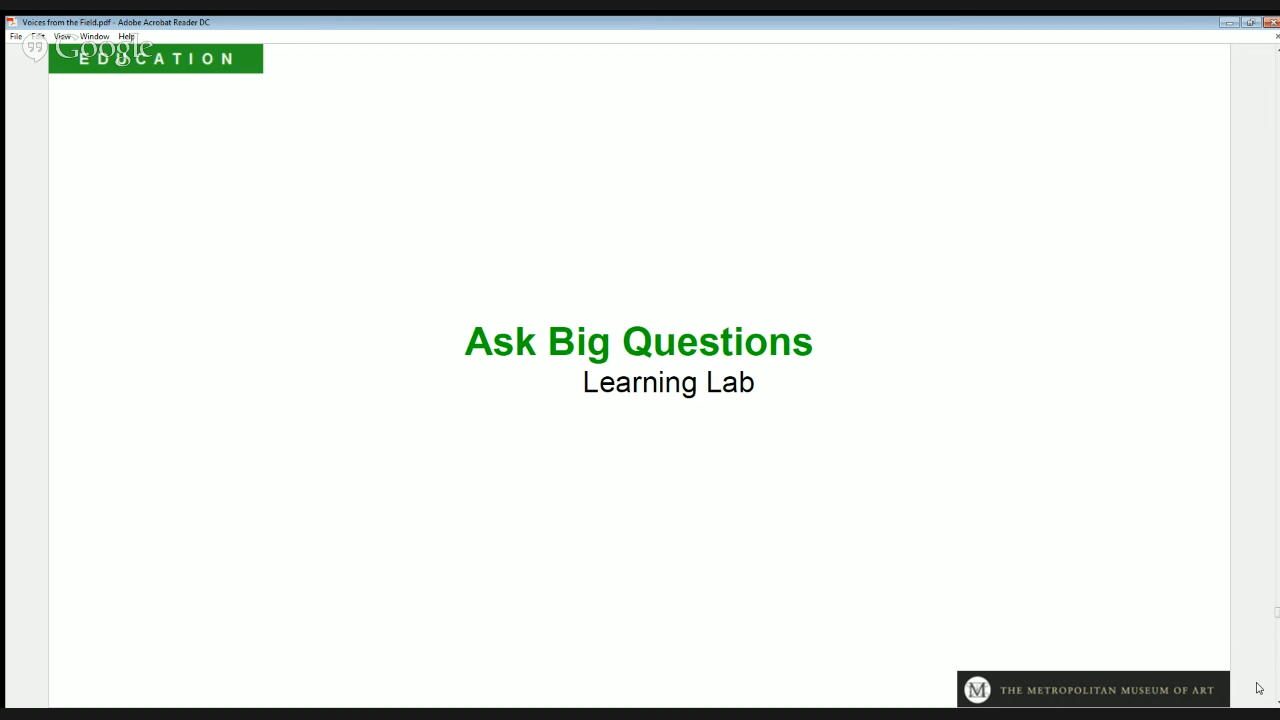 Voices from the Field.pdf - Adobe Acrobat Reader DC
File Edit View Window Help
Google
EDUCATION
Ask Big Questions
Learning Lab
M THE METROPOLITAN MUSEUM OF ART